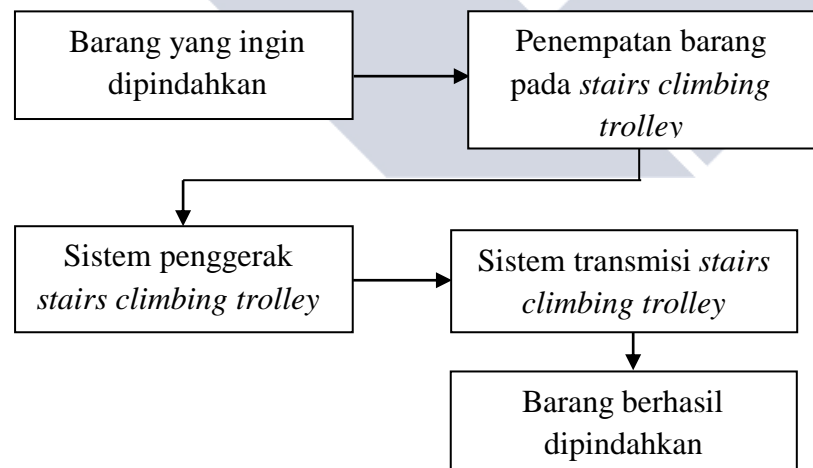 Barang yang ingin
dipindahkan
Penempatan barang
pada stairs climbing
trolley
Sistem penggerak
stairs climbing trolley
Sistem transmisi stairs
climbing trolley
Barang berhasil
dipindahkan